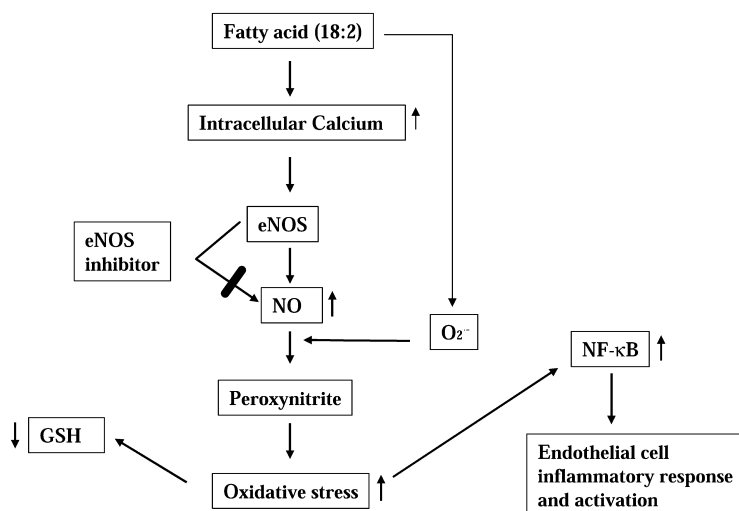 Fatty acid (18:2)
Intracellular Calcium
eNOS
eNOS
inhibitor
NO
O2·−
NF-κB
Peroxynitrite
GSH
Oxidative stress
Endothelial cell
inflammatory response
and activation